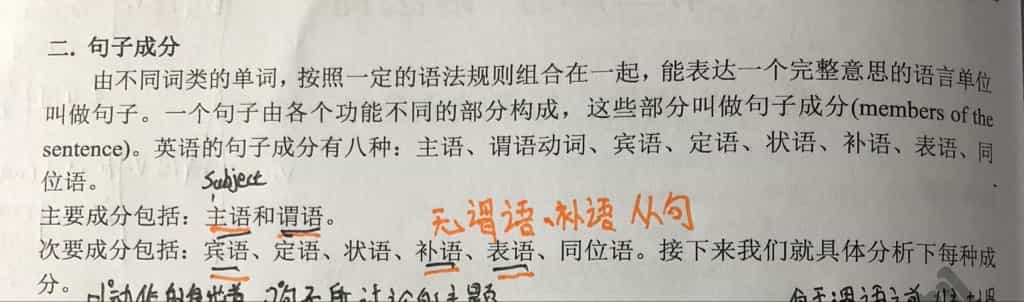 二. 句子成分
由不同词类的单词，按照一定的语法规则组合在一起，能表达一个完整意思的语言单位
叫做句子。一个句子由各个功能不同的部分构成，这些部分叫做句子成分(members of the
sentence)。英语的句子成分有八种：主语、谓语动词、宾语、定语、状语、补语、表语、同
位语。
Subject
主要成分包括：主语和谓语。
无谓语、补语 从句
次要成分包括：宾语、定语、状语、补语、表语、同位语。接下来我们就具体分析下每种成
分。